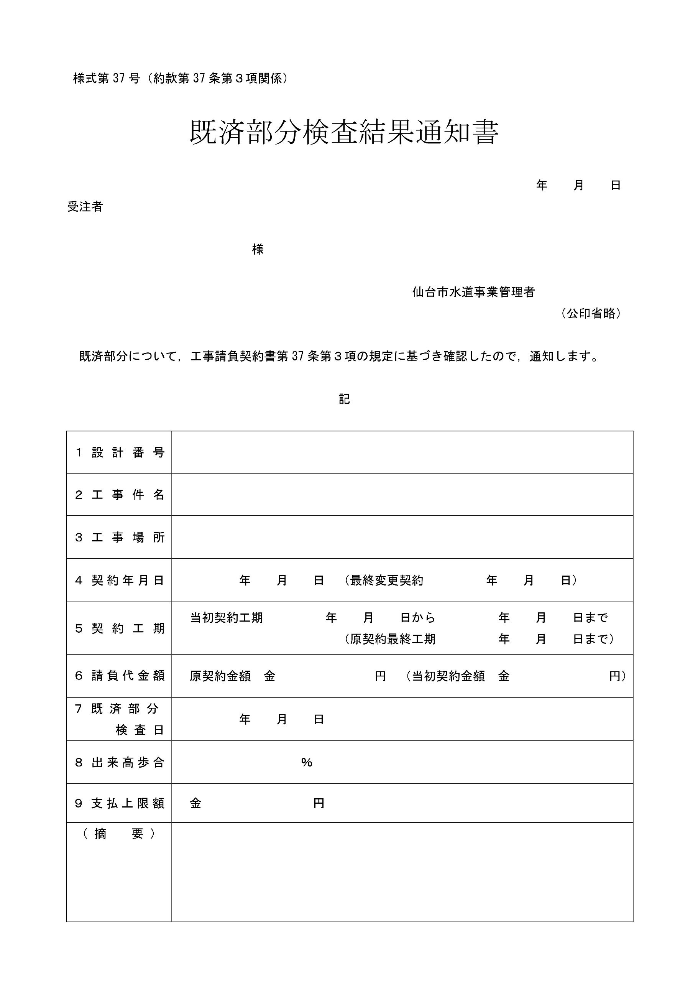 様式第37号（約款第37条第３項関係）
既済部分検査結果通知書
年　　月　　日
受注者
様
仙台市水道事業管理者
（公印省略）
既済部分について，工事請負契約書第37条第３項の規定に基づき確認したので，通知します。
記
１ 設計番号
２ 工事件名
３ 工事場所
４ 契約年月日　　年　　月　　日　（最終変更契約　　　　　年　　月　　日）
５ 契約工期
当初契約工期　　　　　年　　月　　日から　　　　　年　　月　　日まで
（原契約最終工期　　　　　年　　月　　日まで）
６ 請負代金額　原契約金額　金　　　　　　　　円　（当初契約金額　金　　　　　　　　円）
７ 既済部分
検査日　　年　　月　　日
８ 出来高歩合　　％
９ 支払上限額　金　　　　　　　　　円
（摘　要）